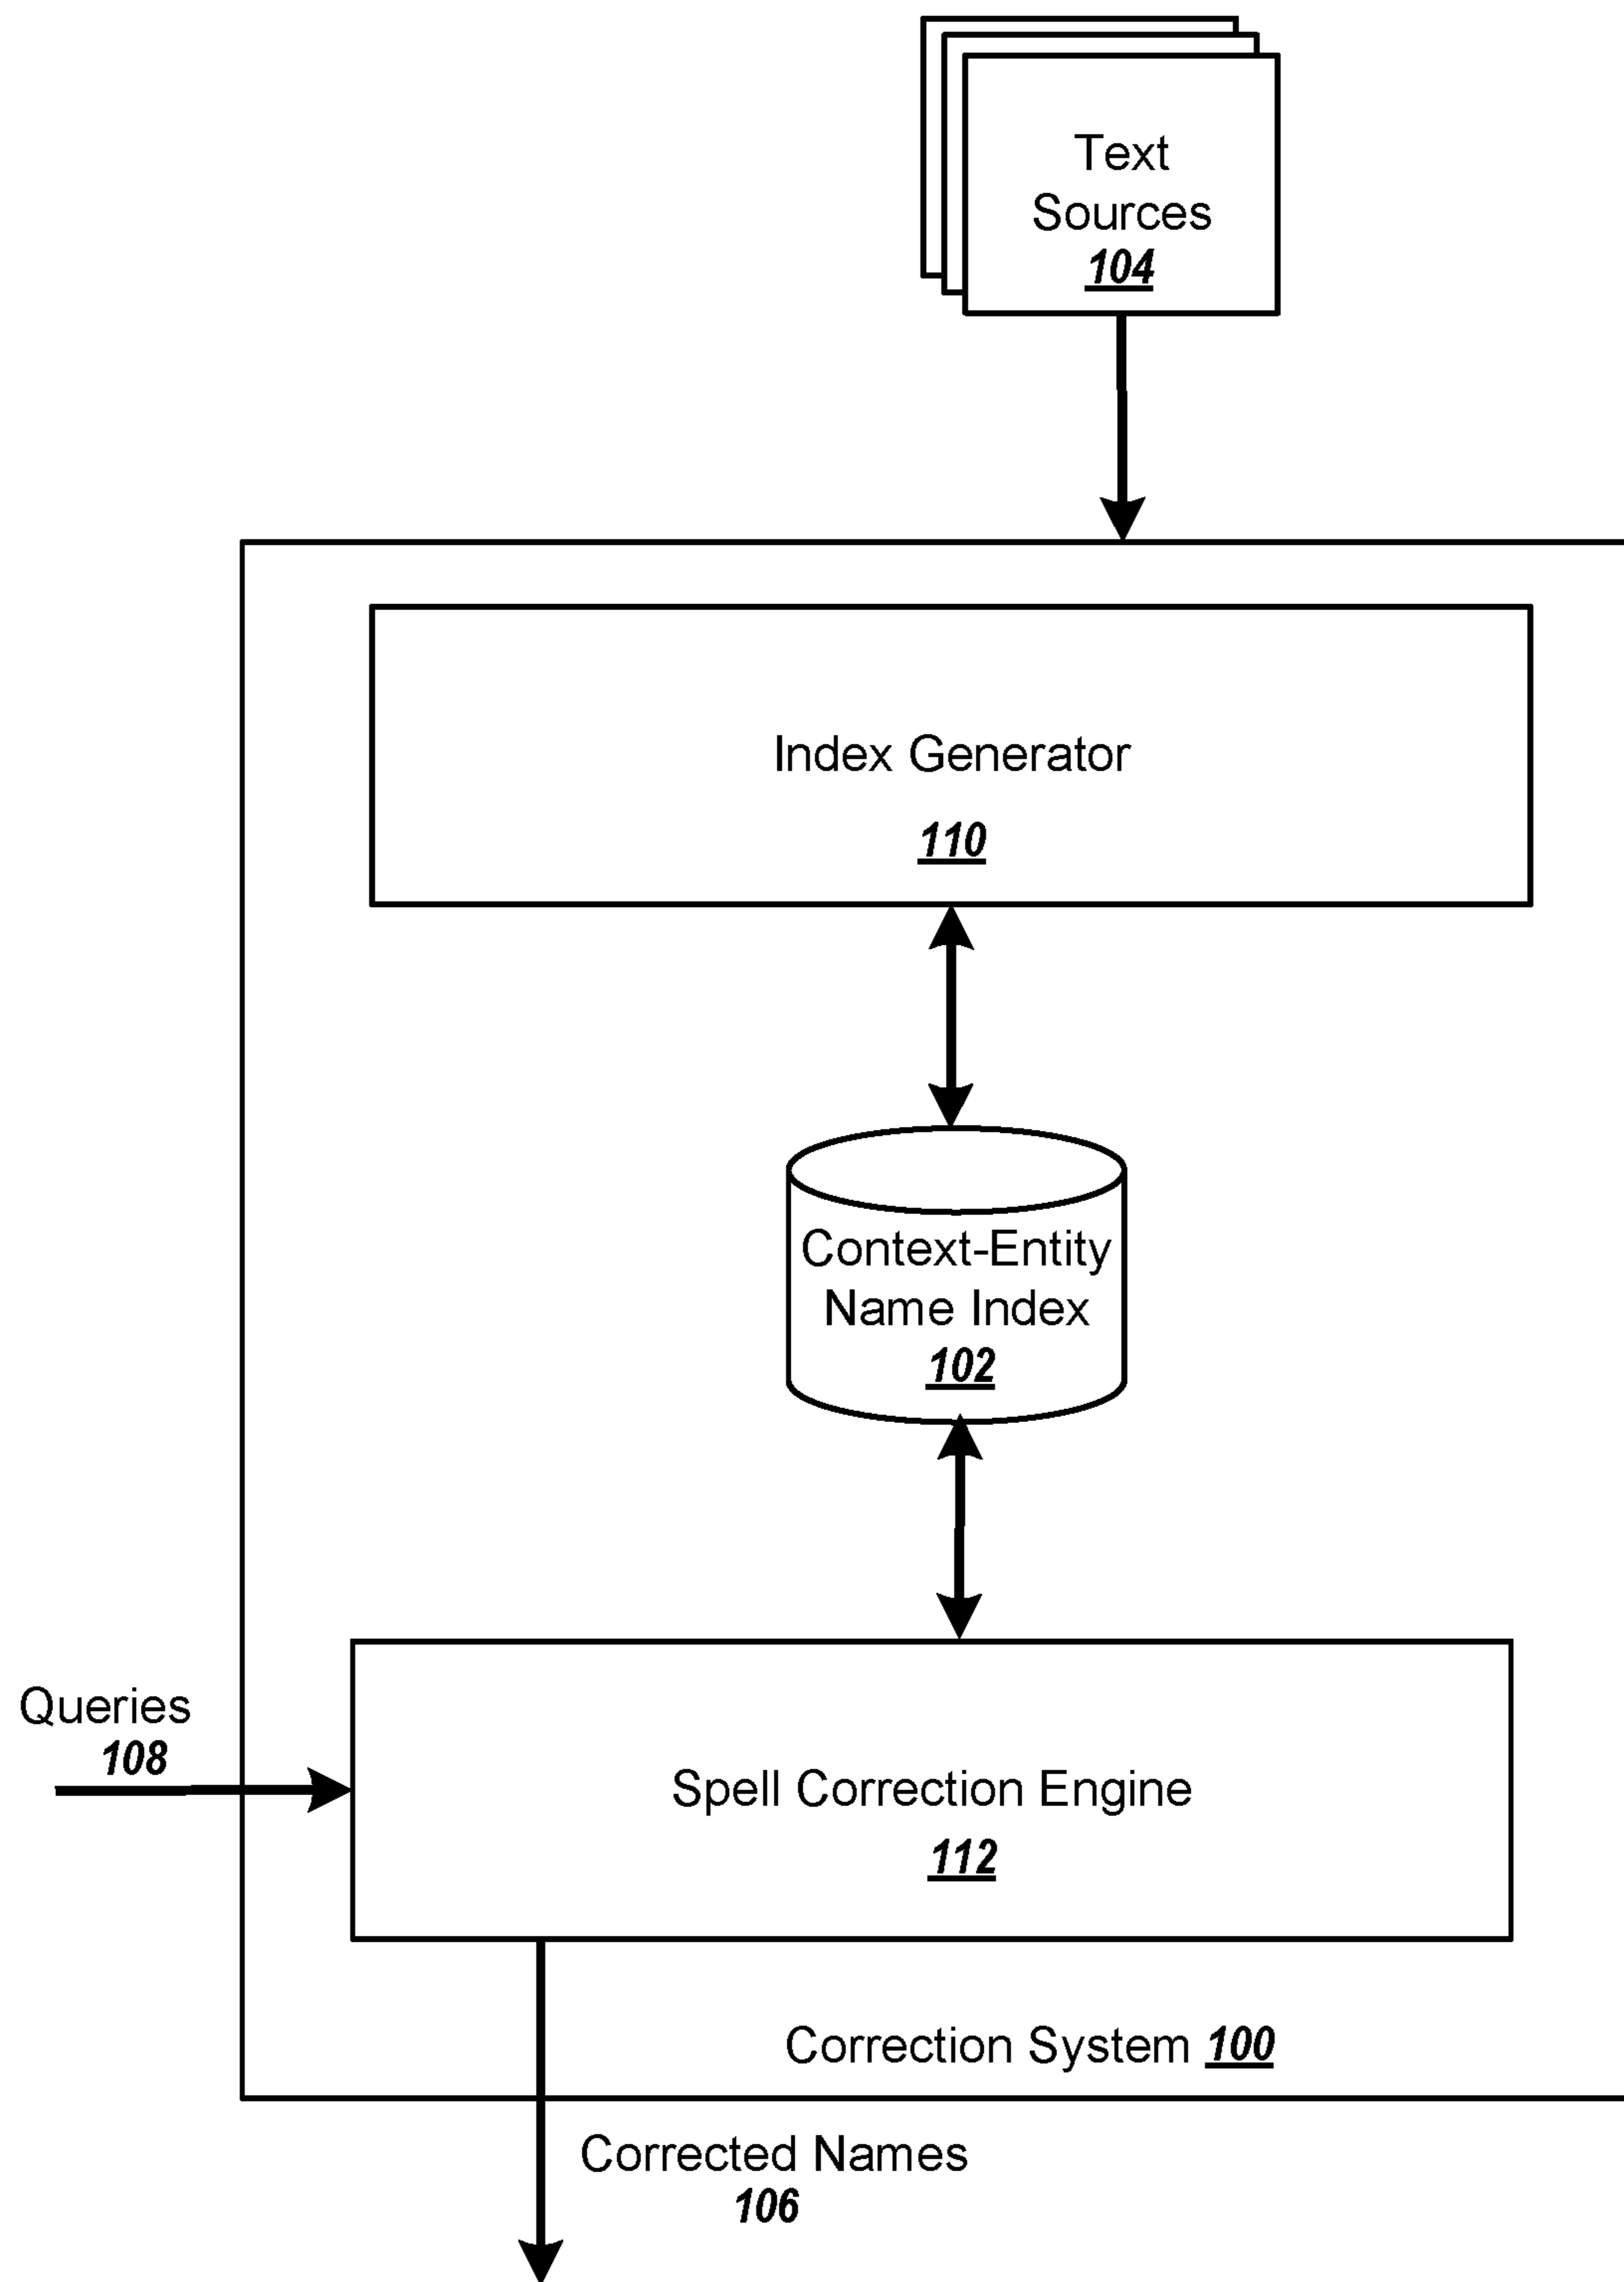 Text
Sources
104
Index Generator
110
Context-Entity
Name Index
102
Queries
108
Spell Correction Engine
112
Correction System 100
Corrected Names
106